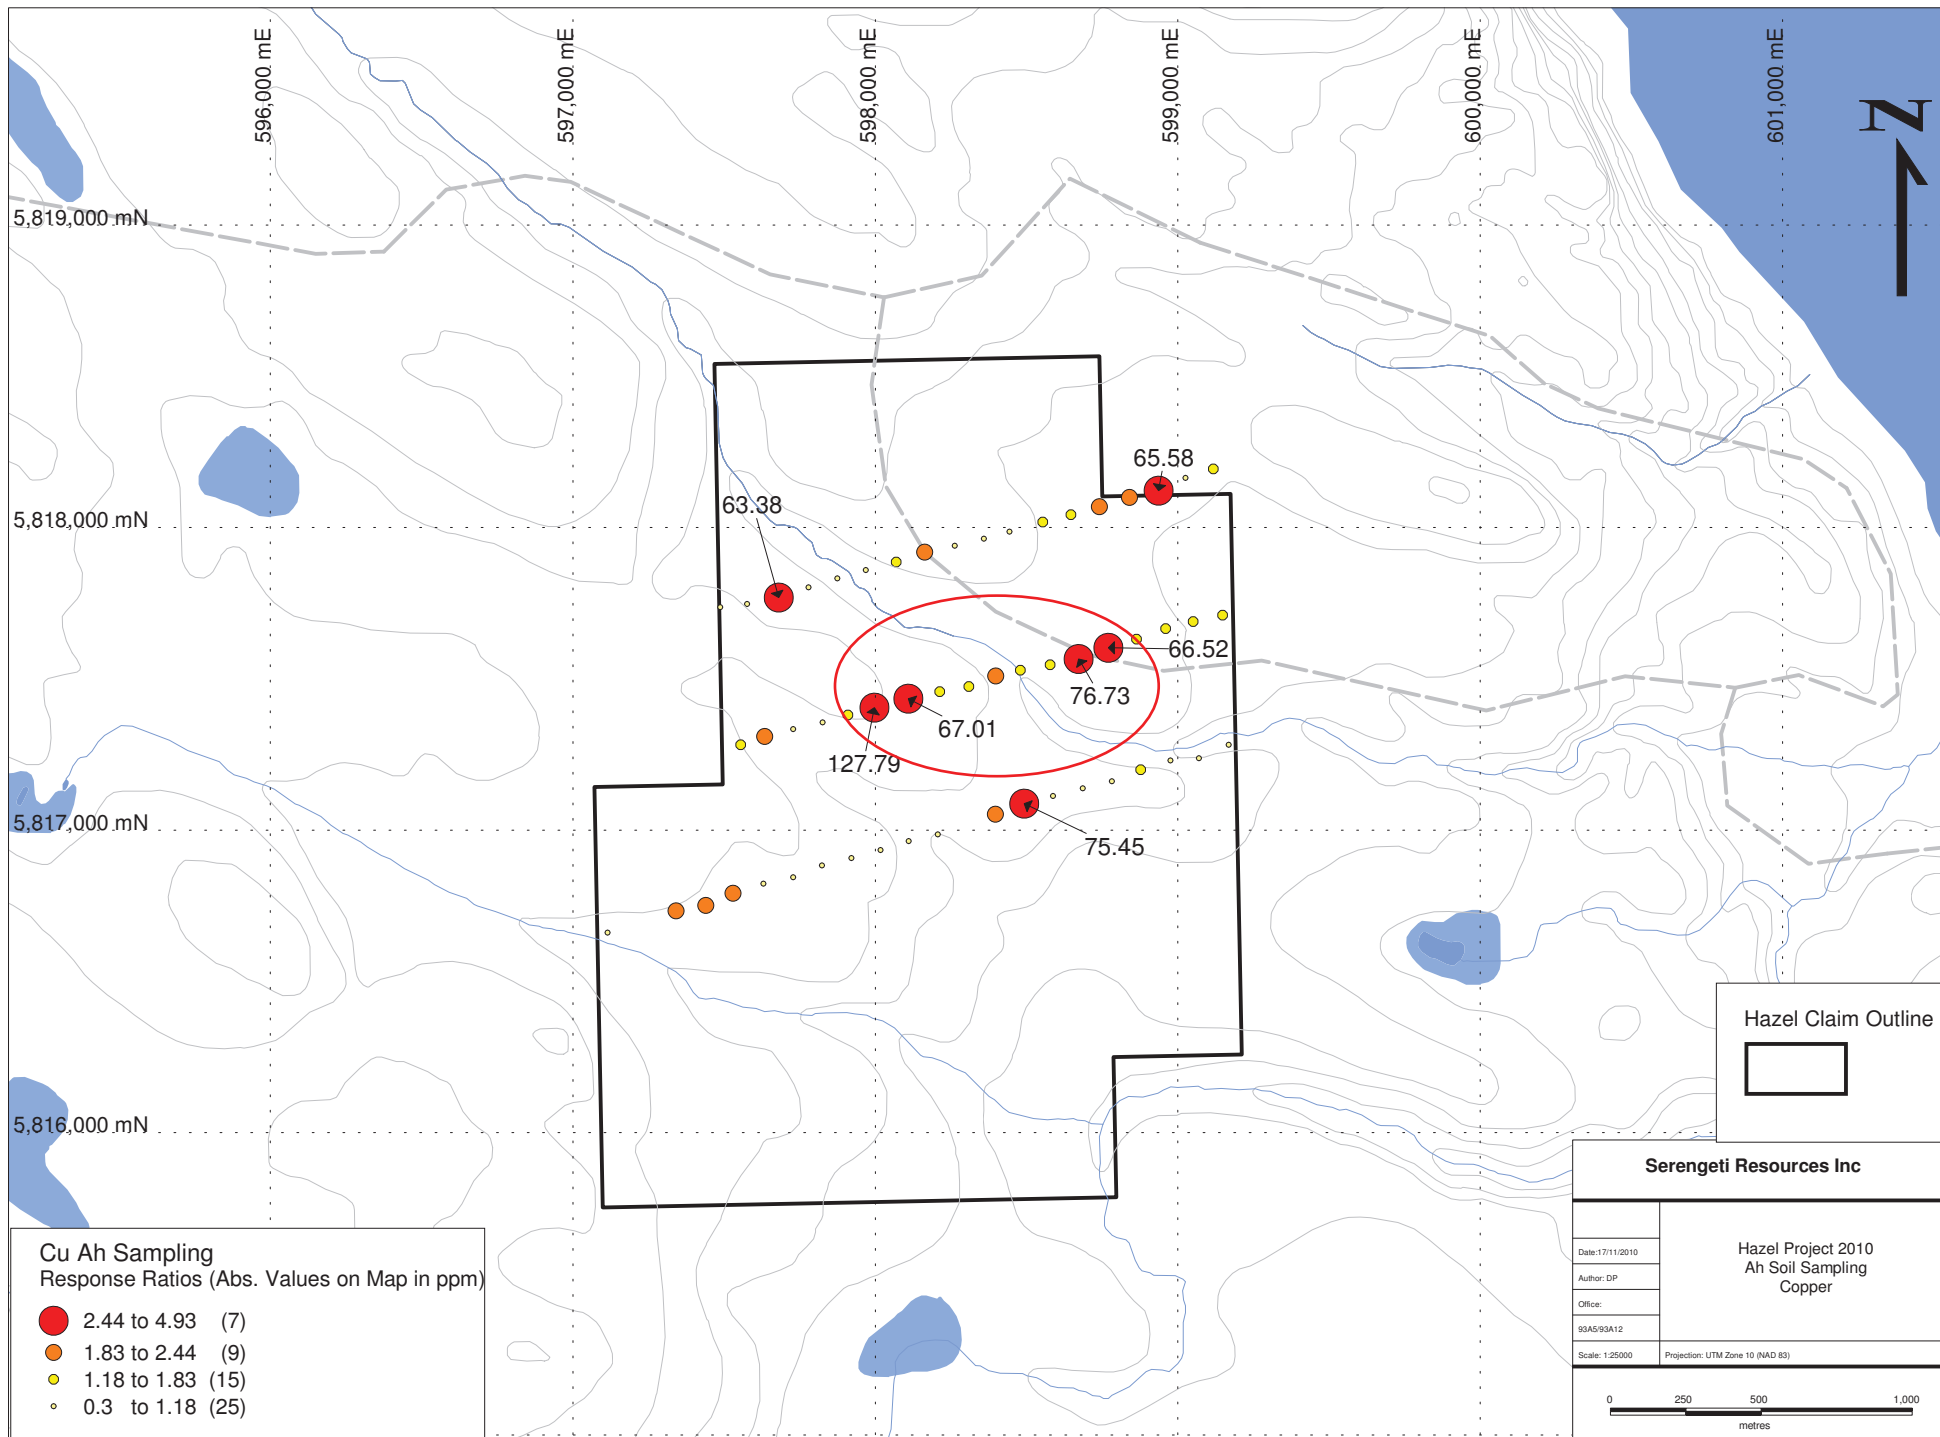 596,000 mE
597,000 mE
598,000 mE
599,000 mE
600,000 mE
601,000 mE
N
5,819,000 mN
65.58
63.38
5,818,000 mN
66.52
76.73
67.01
127.79
5,817,000 mN
75.45
5,816,000 mN
Hazel Claim Outline
Serengeti Resources Inc
Date:17/11/2010
Author: DP
Office:
93A5/93A12
Scale: 1:25000
Hazel Project 2010
Ah Soil Sampling
Copper
Projection: UTM Zone 10 (NAD 83)
0 250 500 1,000
metres
Cu Ah Sampling
Response Ratios (Abs. Values on Map in ppm)
2.44 to 4.93 (7)
1.83 to 2.44 (9)
1.18 to 1.83 (15)
0.3 to 1.18 (25)